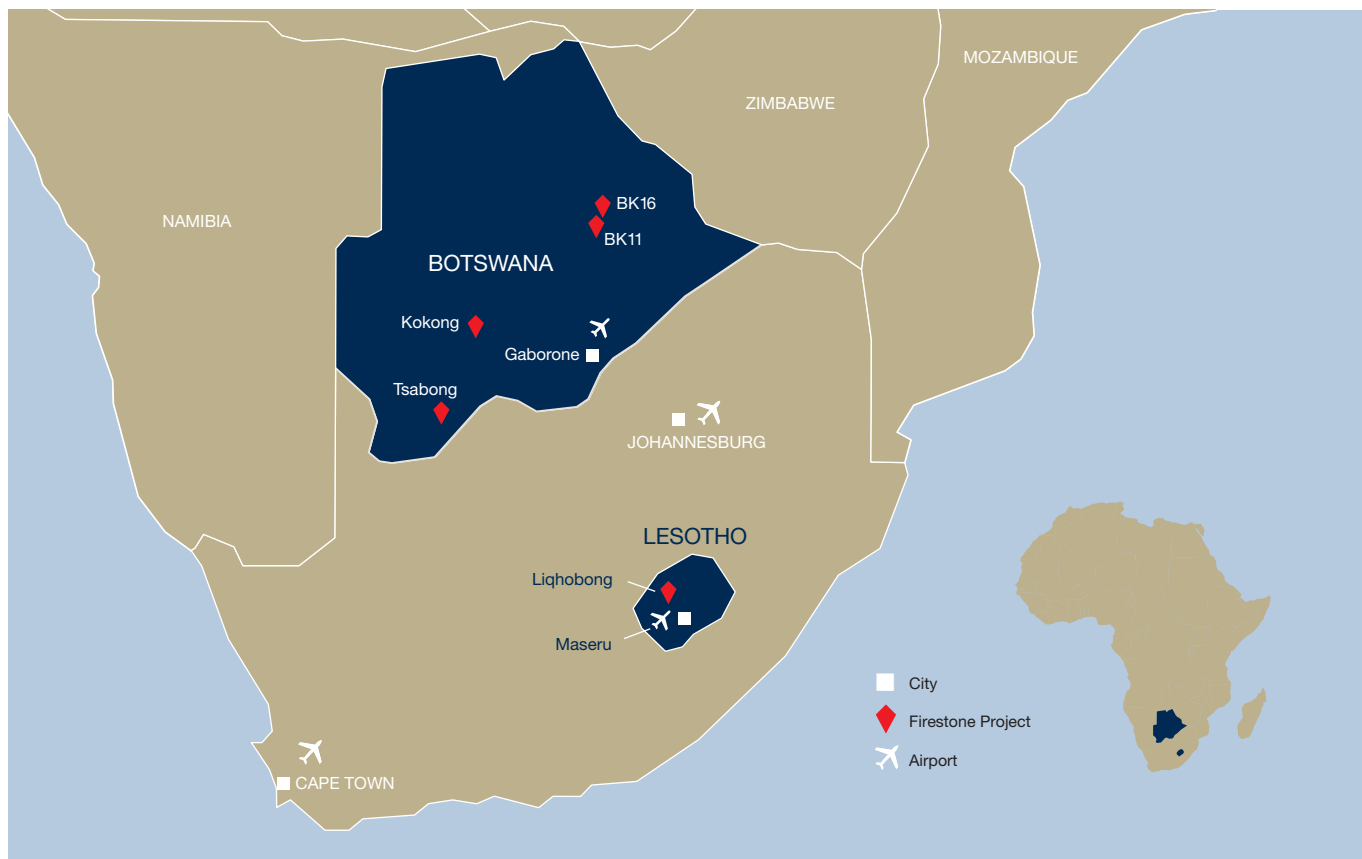 MOZAMBIQUE
ZIMBABWE
NAMIBIA
BK16
BK11
BOTSWANA
Kokong
Gaborone
Tsabong
JOHANNESBURG
LESOTHO
Liqhobong
Maseru
CAPE TOWN
City
Firestone Project
Airport